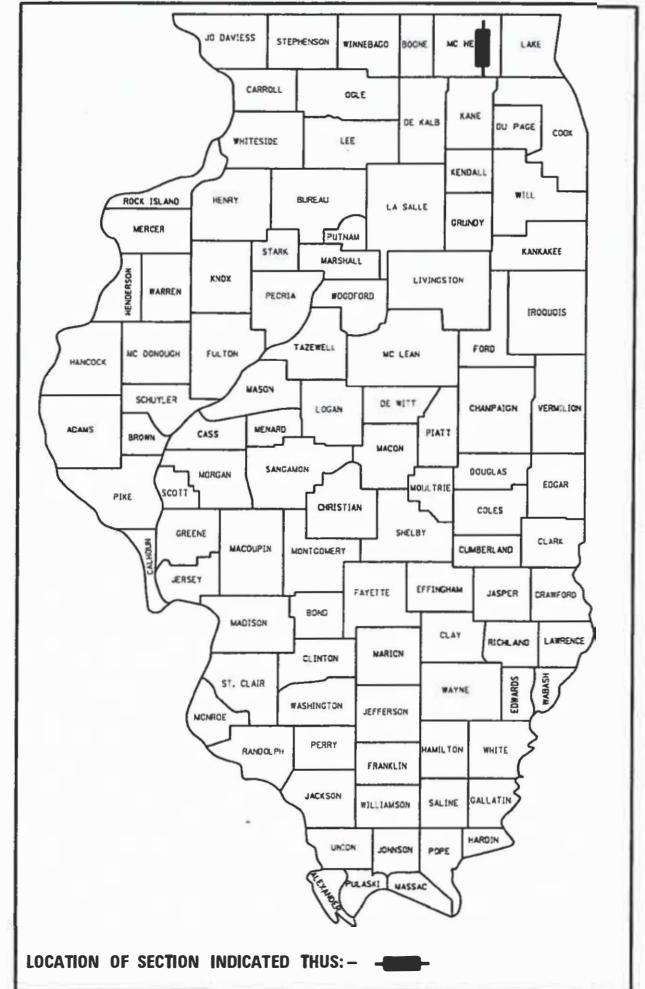 JO DAVIESS STEPHENSON WINNEBAGO BOONE MC HE LAKE
CARROLL OGLE DE KALB KANE DU PAGE COOK
WHITESIDE LEE
KENDALL WILL
ROCK ISLAND HENRY BUREAU LA SALLE GRUNDY
MERCER PUTNAM
STARK MARSHALL KANKAKEE
HENDERSON WARREN KNOX PECRIA WOODFORD LIVINGSTON IROQUOIS
HANCOCK MC DONOUGH FULTON TAZEWELL MC LEAN FORD
SCHUYLER MASON
ADAMS BROWN CASS MENARD LOGAN DE WITT PIATT CHAMPAIGN VERMILION
MACON
PIKE SCOTT MORGAN SANGAMON CHRISTIAN MOULTRIE DOUGLAS EDGAR
COLES
CALHOUN GREENE MACOUPIN MONTGOMERY SHELBY CUMBERLAND CLARK
JERSEY
MADISON BOND FAYETTE EFFINGHAM JASPER CRAWFORD
CLINTON MARION CLAY RICHLAND LAWRENCE
ST. CLAIR WAYNE EDWARDS WABASH
MONROE WASHINGTON JEFFERSON
RANDOLPH PERRY FRANKLIN HAMILTON WHITE
JACKSON WILLIAMSON SALINE GALLATIN
UNION JOHNSON POPE HARDIN
ALEXANDER PULASKI MASSAC
LOCATION OF SECTION INDICATED THUS: -